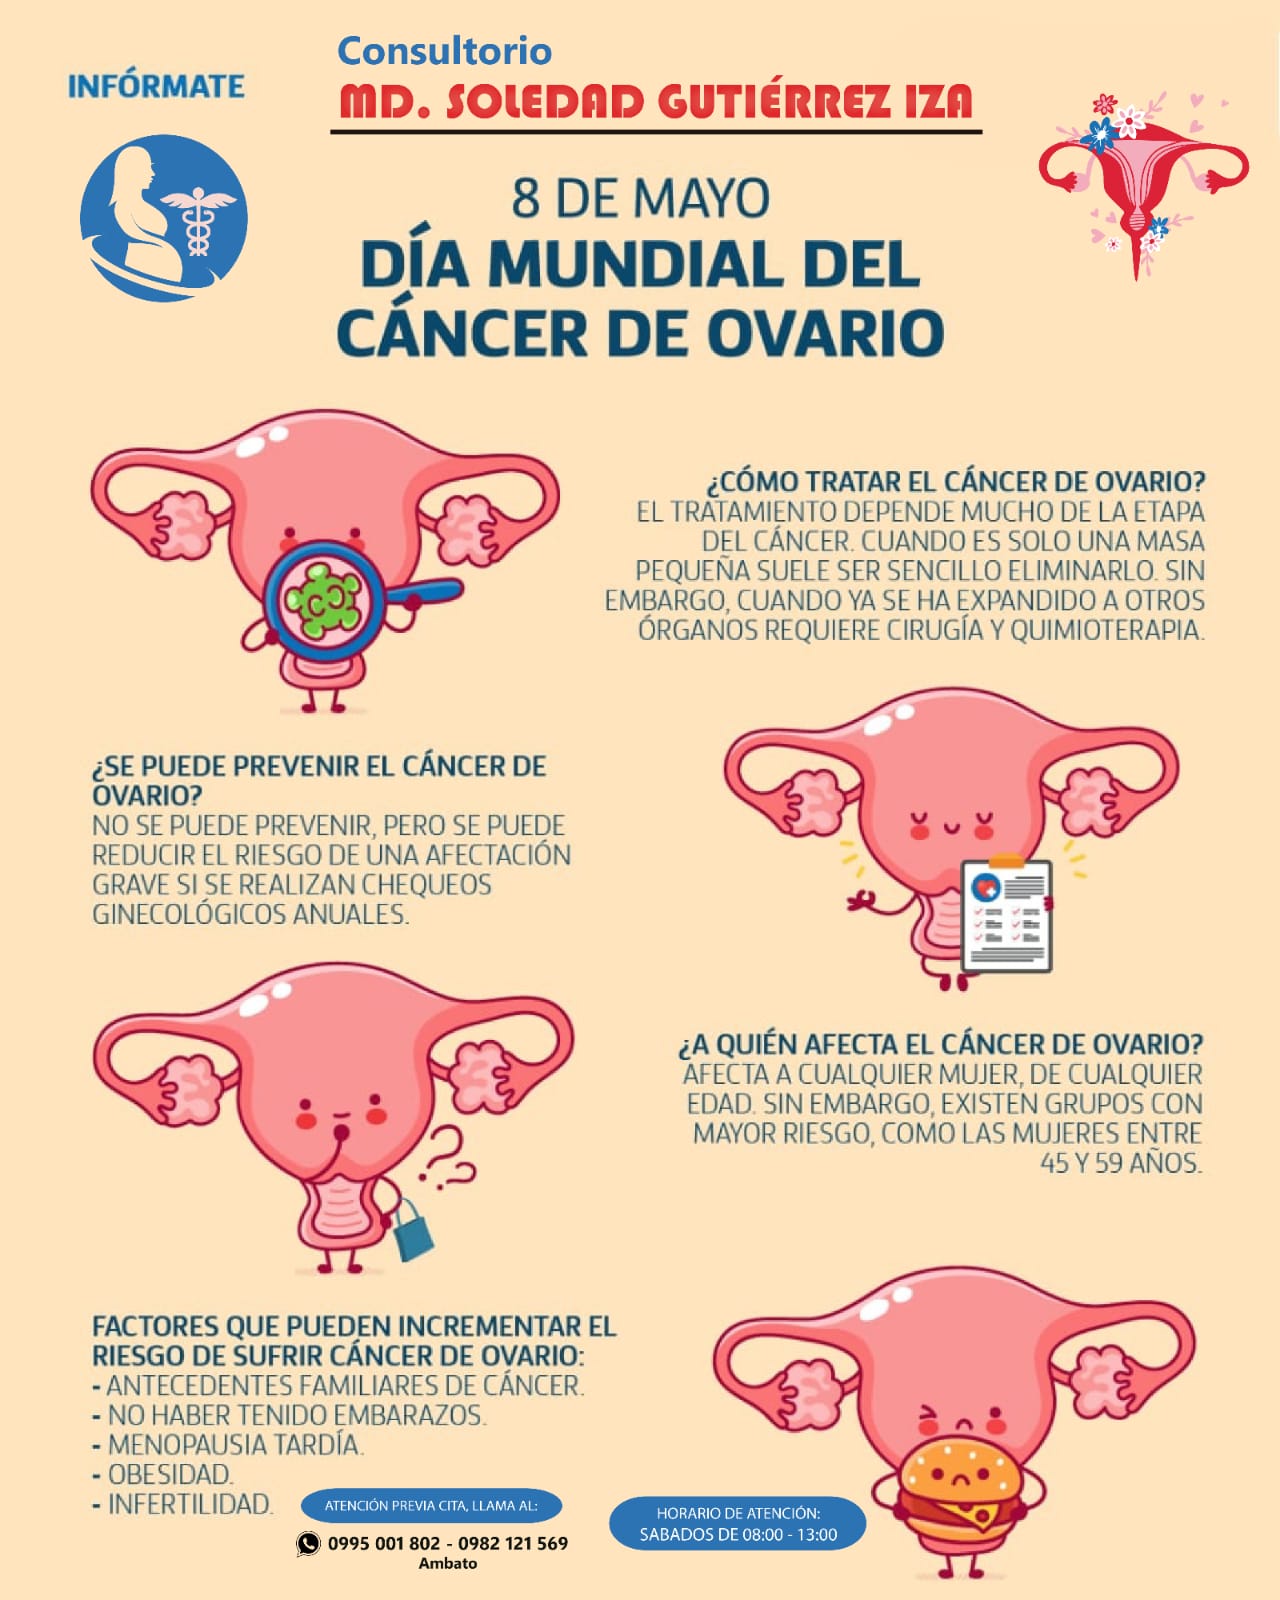 INFÓRMATE
Consultorio
MD. SOLEDAD GUTIÉRREZ IZA
8 DE MAYO
DÍA MUNDIAL DEL
CÁNCER DE OVARIO
¿CÓMO TRATAR EL CÁNCER DE OVARIO?
EL TRATAMIENTO DEPENDE MUCHO DE LA ETAPA
DEL CÁNCER. CUANDO ES SOLO UNA MASA
PEQUEÑA SUELE SER SENCILLO ELIMINARLO. SIN
EMBARGO, CUANDO YA SE HA EXPANDIDO A OTROS
ÓRGANOS REQUIERE CIRUGÍA Y QUIMIOTERAPIA.
¿SE PUEDE PREVENIR EL CÁNCER DE
OVARIO?
NO SE PUEDE PREVENIR, PERO SE PUEDE
REDUCIR EL RIESGO DE UNA AFECTACIÓN
GRAVE SI SE REALIZAN CHEQUEOS
GINECOLÓGICOS ANUALES.
¿A QUIÉN AFECTA EL CÁNCER DE OVARIO?
AFECTA A CUALQUIER MUJER, DE CUALQUIER
EDAD. SIN EMBARGO, EXISTEN GRUPOS CON
MAYOR RIESGO, COMO LAS MUJERES ENTRE
45 Y 59 AÑOS.
FACTORES QUE PUEDEN INCREMENTAR EL
RIESGO DE SUFRIR CÁNCER DE OVARIO:
- ANTECEDENTES FAMILIARES DE CÁNCER.
- NO HABER TENIDO EMBARAZOS.
- MENOPAUSIA TARDÍA.
- OBESIDAD.
- INFERTILIDAD.
ATENCIÓN PREVIA CITA, LLAMA AL:
0995 001 802 - 0982 121 569
Ambato
HORARIO DE ATENCIÓN:
SABADOS DE 08:00 - 13:00